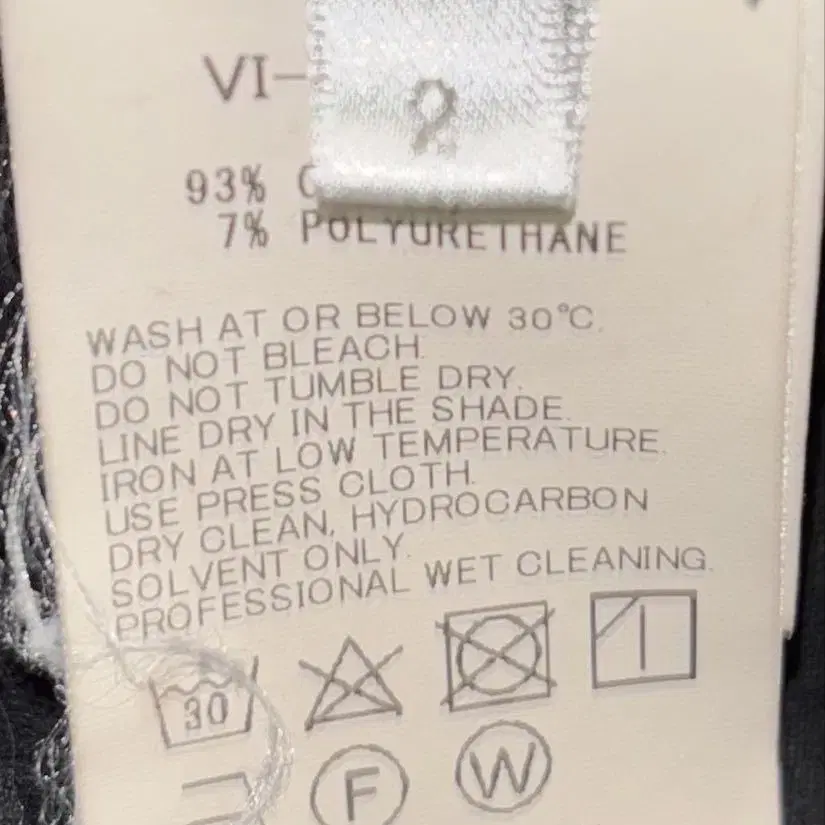 VI-
2
93% C
7% POLYURETHANE
WASH AT OR BELOW 30°C.
DO NOT BLEACH.
DO NOT TUMBLE DRY.
LINE DRY IN THE SHADE.
IRON AT LOW TEMPERATURE.
USE PRESS CLOTH.
DRY CLEAN, HYDROCARBON
SOLVENT ONLY.
PROFESSIONAL WET CLEANING.
30
F
W